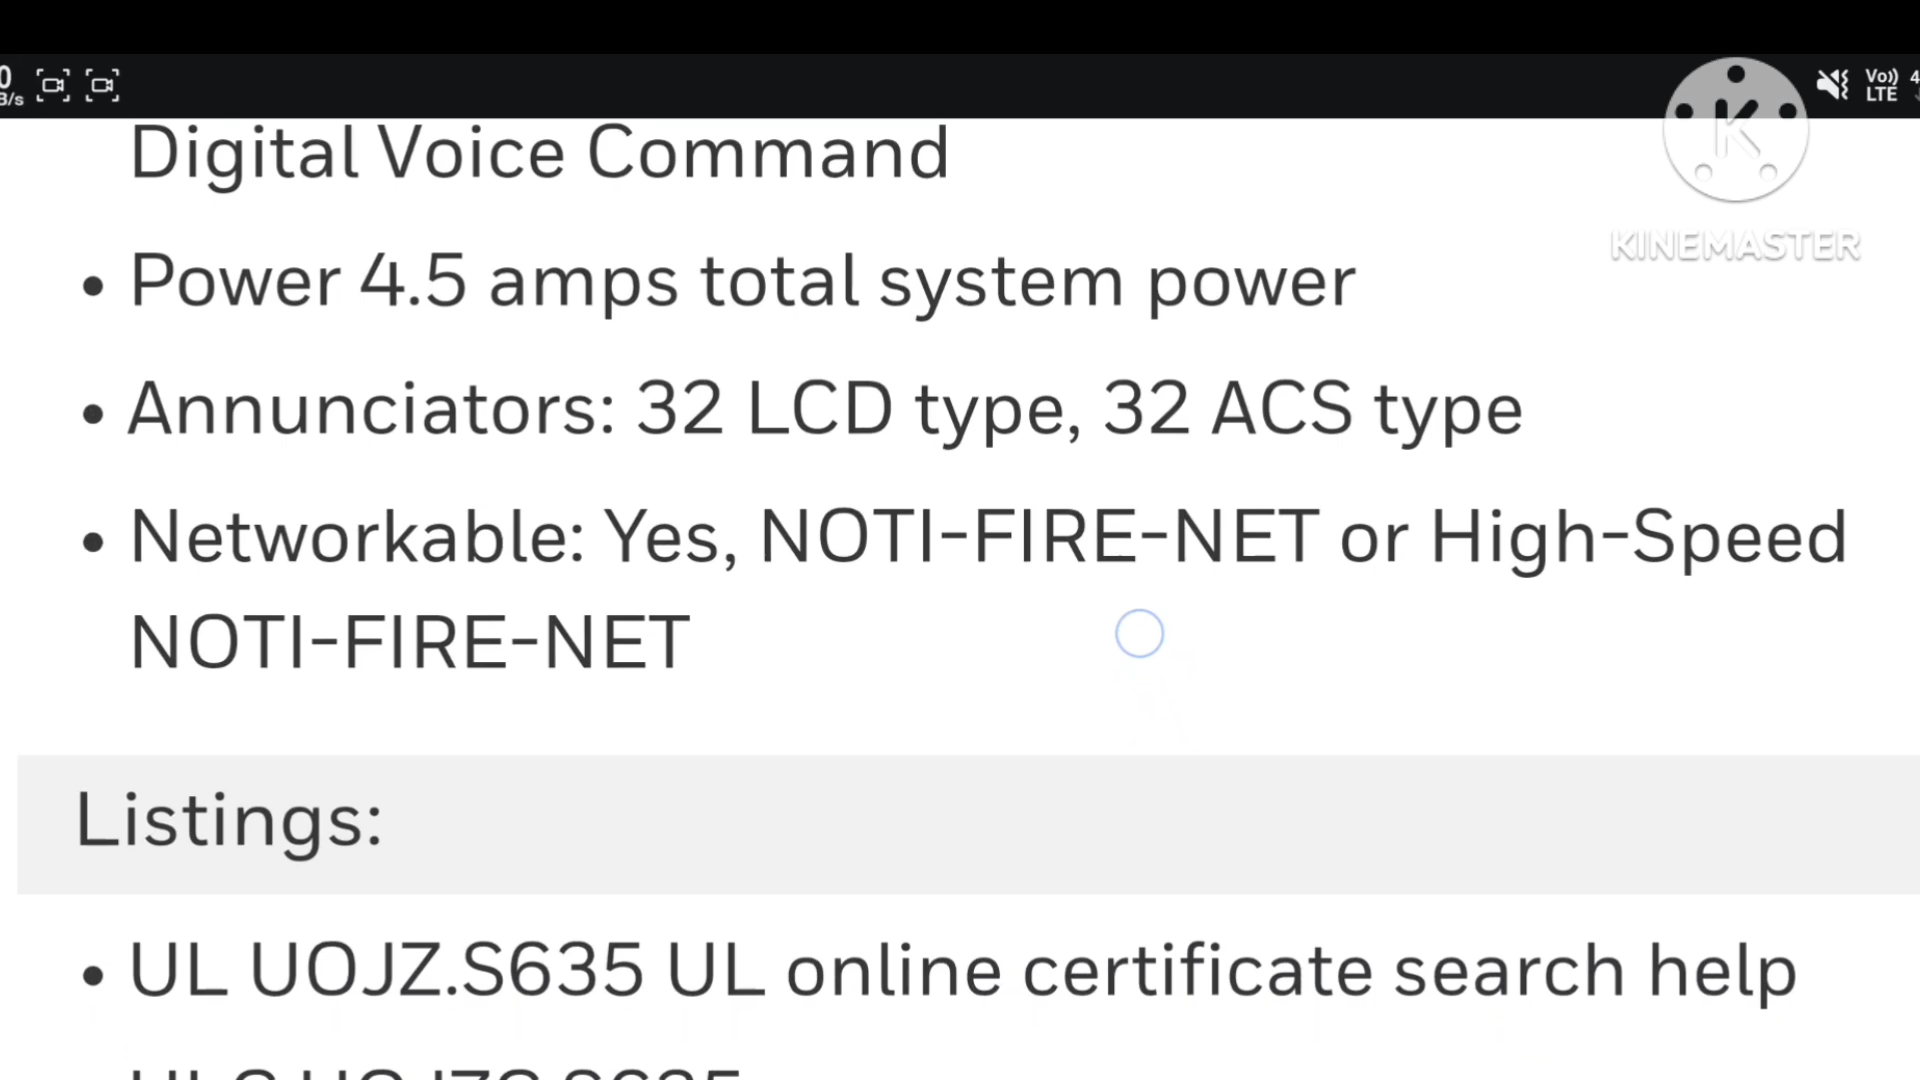 0
B/s
Vo))
LTE
4
K
KINEMASTER
Digital Voice Command
• Power 4.5 amps total system power
• Annunciators: 32 LCD type, 32 ACS type
• Networkable: Yes, NOTI-FIRE-NET or High-Speed
NOTI-FIRE-NET
Listings:
• UL UOJZ.S635 UL online certificate search help